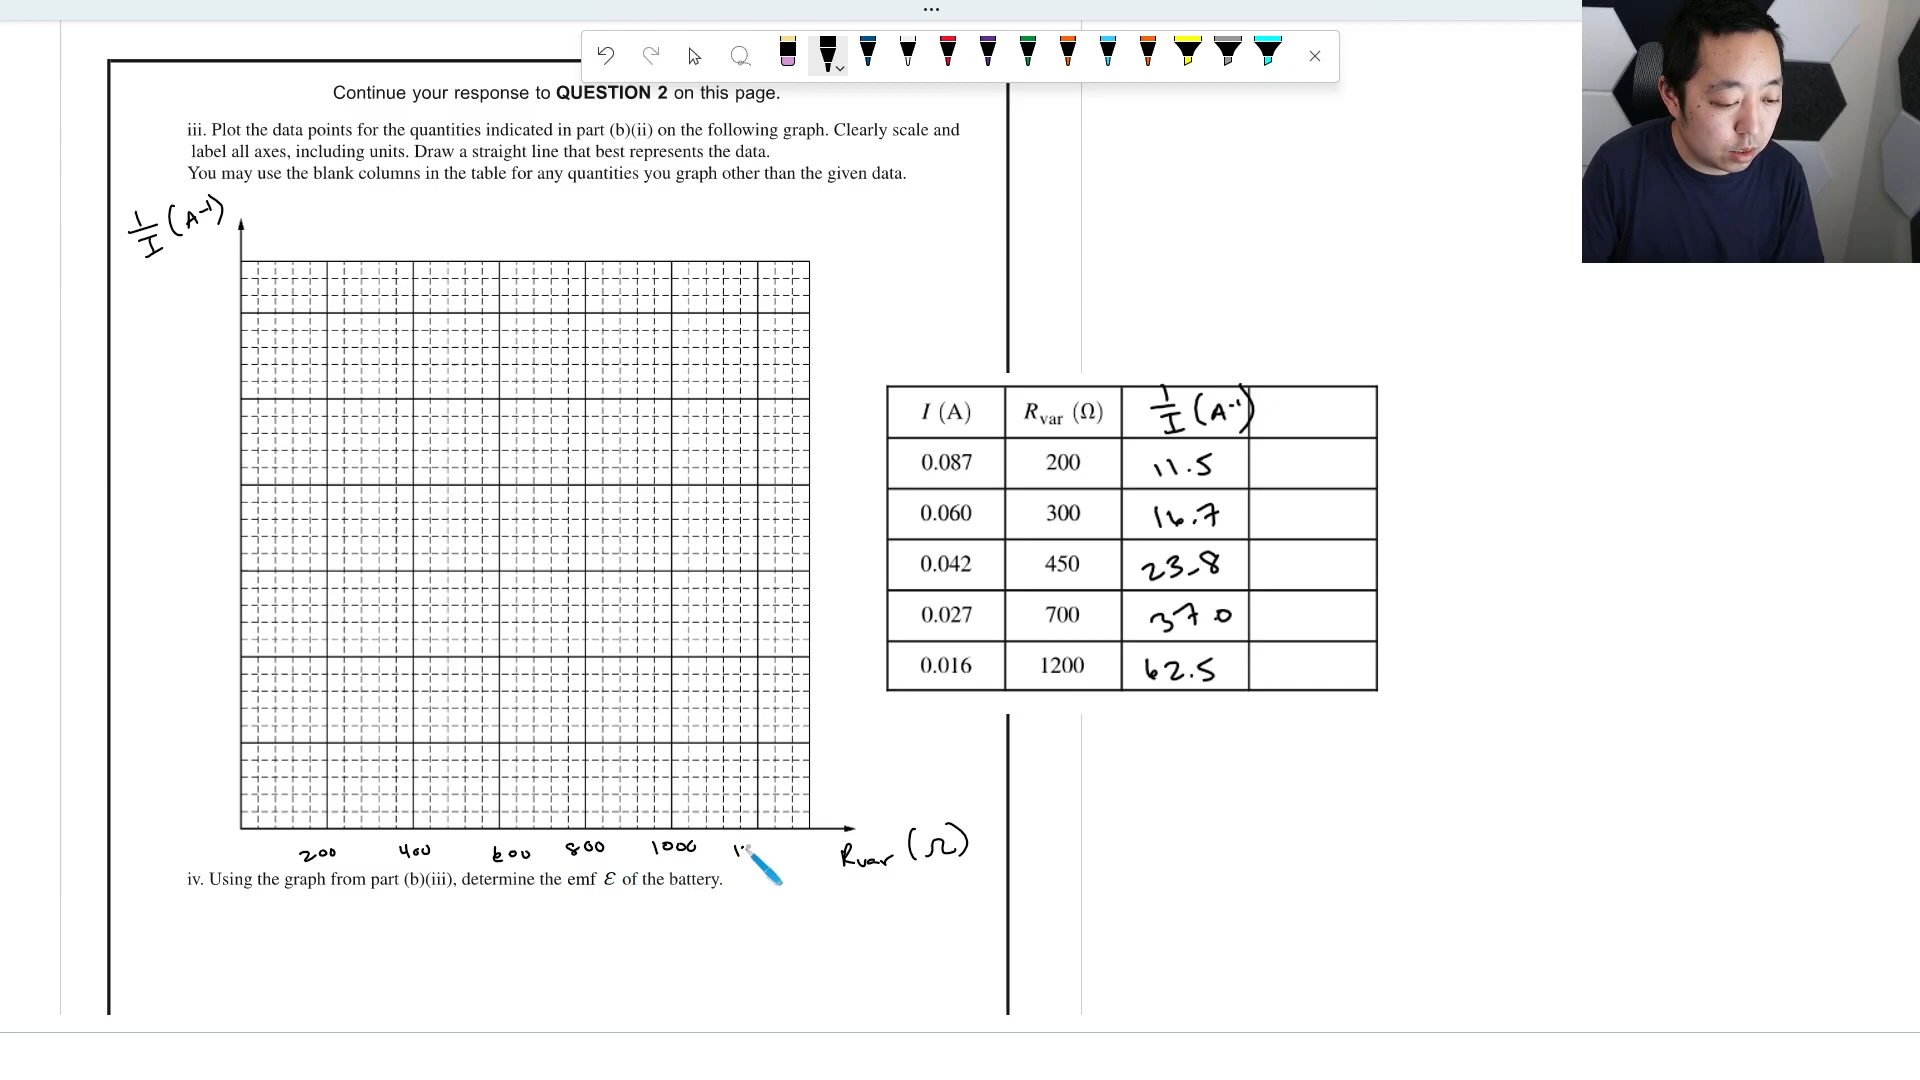 Continue your response to QUESTION 2 on this page.
iii. Plot the data points for the quantities indicated in part (b)(ii) on the following graph. Clearly scale and
label all axes, including units. Draw a straight line that best represents the data.
You may use the blank columns in the table for any quantities you graph other than the given data.
1/I (A⁻¹)
I (A) Rvar (Ω) 1/I (A⁻¹)
0.087 200 11.5
0.060 300 16.7
0.042 450 23.8
0.027 700 37 0
0.016 1200 62.5
200 400 600 800 1000 Rvar (Ω)
iv. Using the graph from part (b)(iii), determine the emf ℰ of the battery.